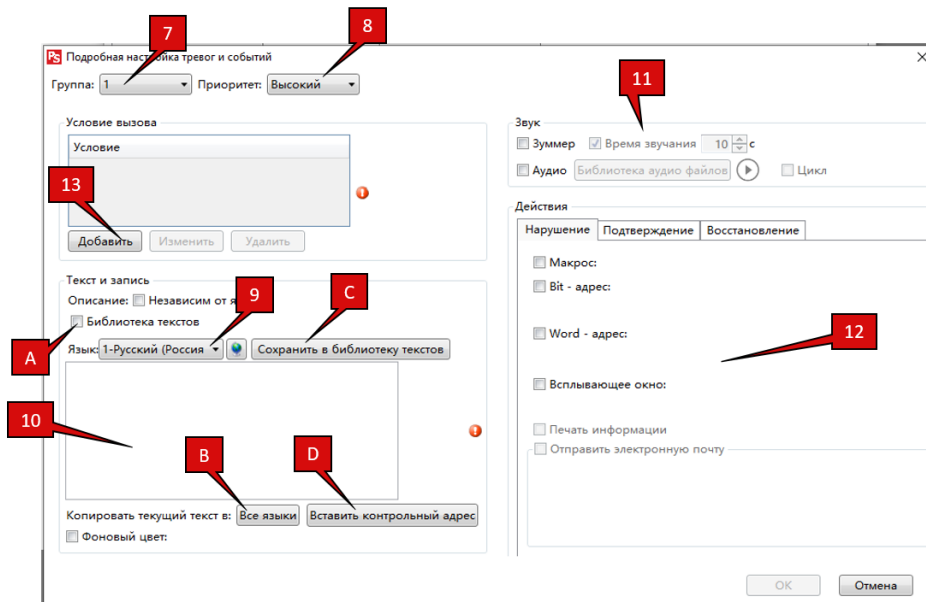 7
8
PS Подробная настройка тревог и событий
Группа: 1 Приоритет: Высокий
11
Условие вызова
Условие
13
Добавить Изменить Удалить
Текст и запись
Описание: Независим от я
9
C
Библиотека текстов
A
Язык: 1-Русский (Россия Сохранить в библиотеку текстов
10
B
D
Копировать текущий текст в: Все языки Вставить контрольный адрес
Фоновый цвет:
Звук
Зуммер Время звучания 10 с
Аудио Библиотека аудио файлов Цикл
Действия
Нарушение Подтверждение Восстановление
Макрос:
Bit - адрес:
Word - адрес:
12
Всплывающее окно:
Печать информации
Отправить электронную почту
OK Отмена